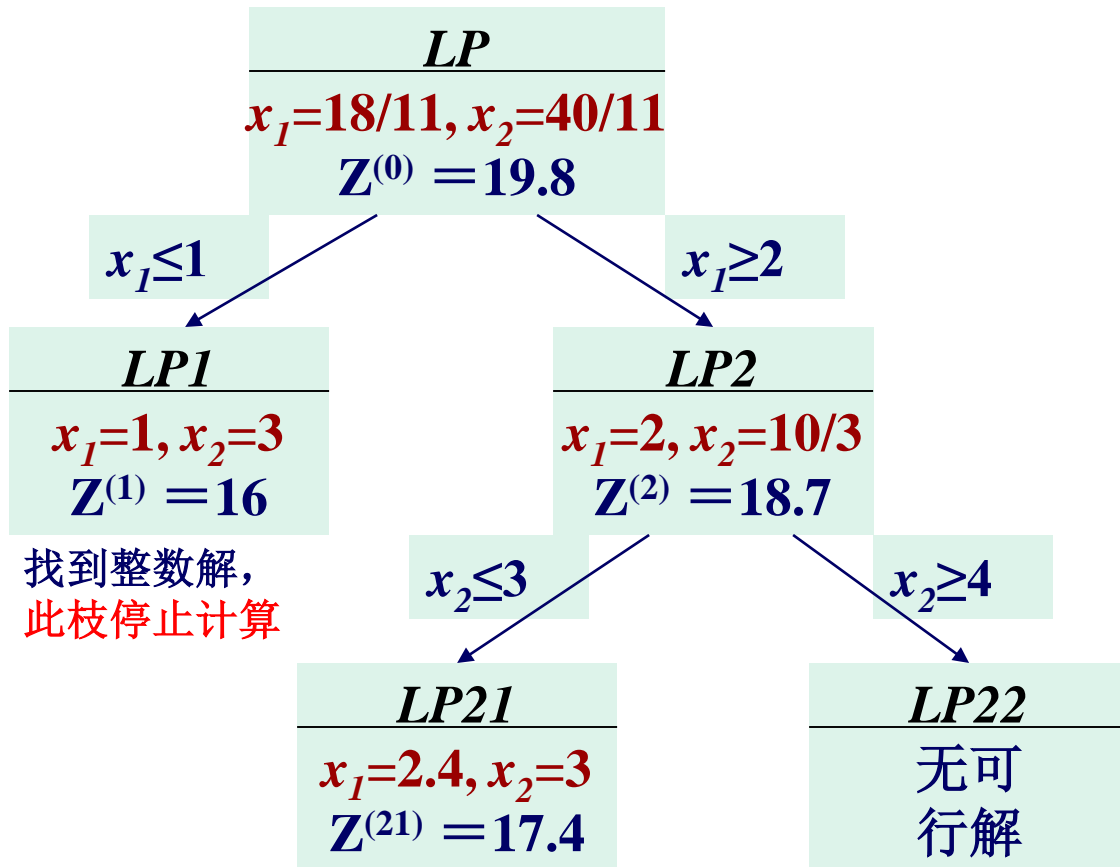 LP
x₁=18/11, x₂=40/11
Z⁽⁰⁾ ＝19.8
x₁≤1
x₁≥2
LP1
x₁=1, x₂=3
Z⁽¹⁾ ＝16
找到整数解，
此枝停止计算
LP2
x₁=2, x₂=10/3
Z⁽²⁾ ＝18.7
x₂≤3
x₂≥4
LP21
x₁=2.4, x₂=3
Z⁽²¹⁾ ＝17.4
LP22
无可
行解